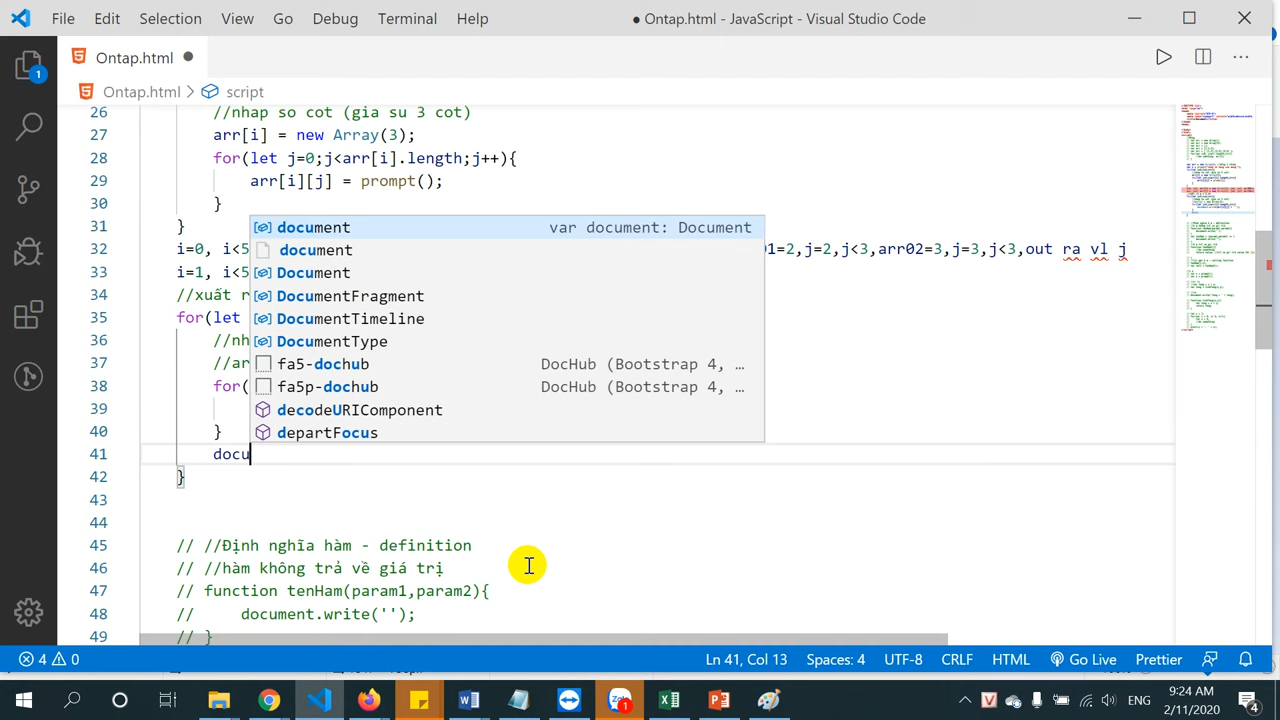 File Edit Selection View Go Debug Terminal Help
● Ontap.html - JavaScript - Visual Studio Code
Ontap.html ●
Ontap.html > script
26 //nhap so cot (gia su 3 cot)
27 arr[i] = new Array(3);
28 for(let j=0;j<arr[i].length;j++){
29 arr[i][j] = prompt();
30 }
31 }
32 i=0, i<5 01=2,j=2,j<3,arr02=3,j=3,j<3,out ra vl j
33 i=1, i<5
34 //xuất r
35 for(let
36 //nh
37 //ar
38 for(
39
40 }
41 docu
42 }
43
44
45 // //Định nghĩa hàm - definition
46 // //hàm không trả về giá trị
47 // function tenHam(param1,param2){
48 // document.write('');
49 // }
document var document: Document
document
Document
DocumentFragment
DocumentTimeline
DocumentType
fa5-dochub DocHub (Bootstrap 4, …
fa5p-dochub DocHub (Bootstrap 4, …
decodeURIComponent
departFocus
1
4 0 Ln 41, Col 13 Spaces: 4 UTF-8 CRLF HTML Go Live Prettier
1
ENG
9:24 AM
2/11/2020
4